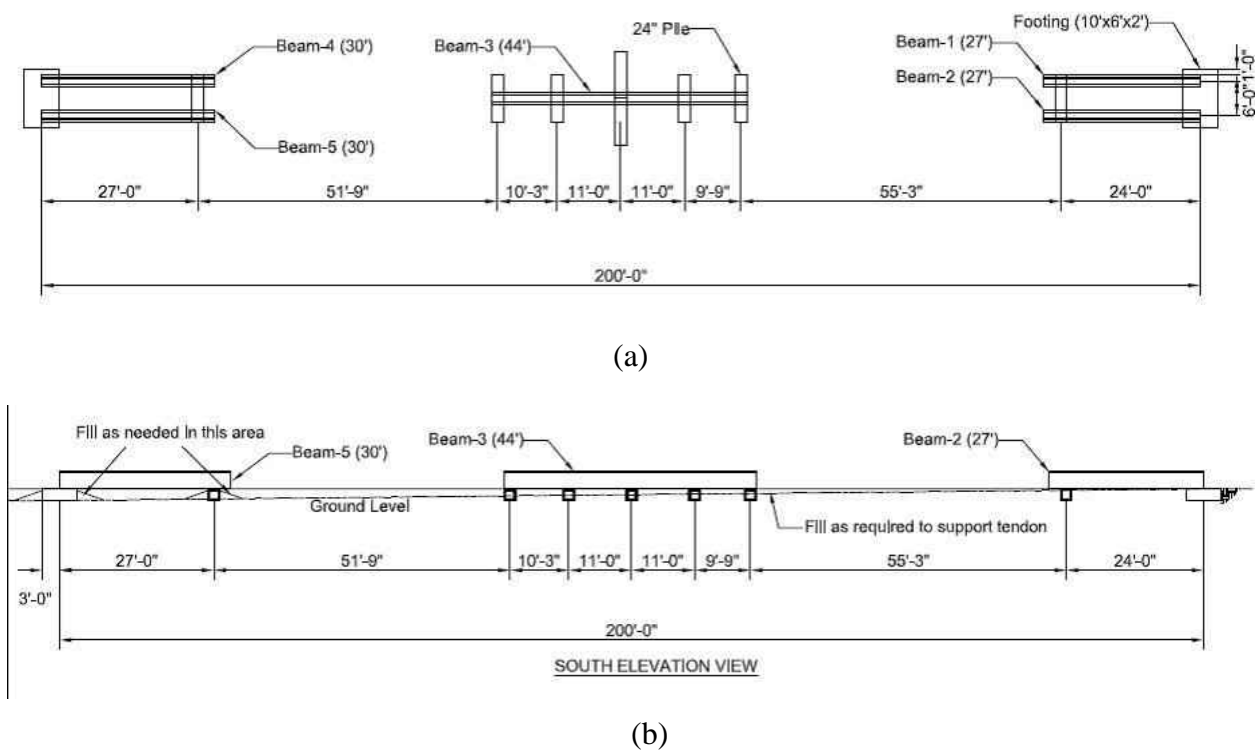 Footing (10'x6'x2')
24" Pile
Beam-4 (30')
Beam-3 (44')
Beam-1 (27')
Beam-2 (27')
1'-0"
6'-0"
Beam-5 (30')
27'-0"
51'-9"
10'-3"
11'-0"
11'-0"
9'-9"
55'-3"
24'-0"
200'-0"
(a)
Fill as needed in this area
Beam-5 (30')
Beam-3 (44')
Beam-2 (27')
Ground Level
Fill as required to support tendon
27'-0"
51'-9"
10'-3"
11'-0"
11'-0"
9'-9"
55'-3"
24'-0"
3'-0"
200'-0"
SOUTH ELEVATION VIEW
(b)